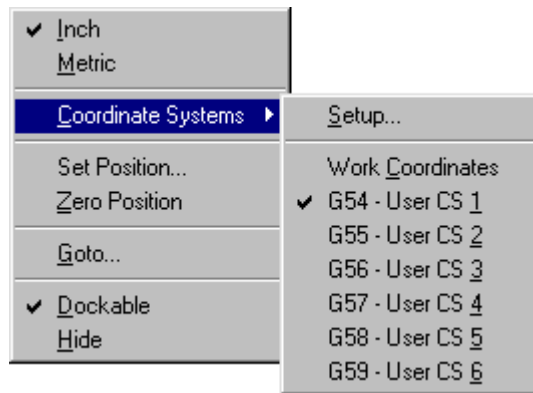 Inch
Metric
Coordinate Systems
Set Position...
Zero Position
Goto...
Dockable
Hide
Setup...
Work Coordinates
G54 - User CS 1
G55 - User CS 2
G56 - User CS 3
G57 - User CS 4
G58 - User CS 5
G59 - User CS 6